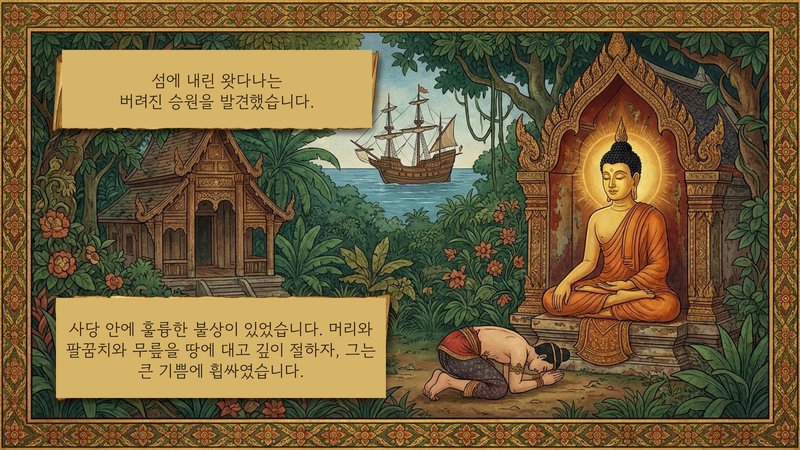 섬에 내린 왓다나는
버려진 승원을 발견했습니다.
사당 안에 훌륭한 불상이 있었습니다. 머리와
팔꿈치와 무릎을 땅에 대고 깊이 절하자, 그는
큰 기쁨에 휩싸였습니다.